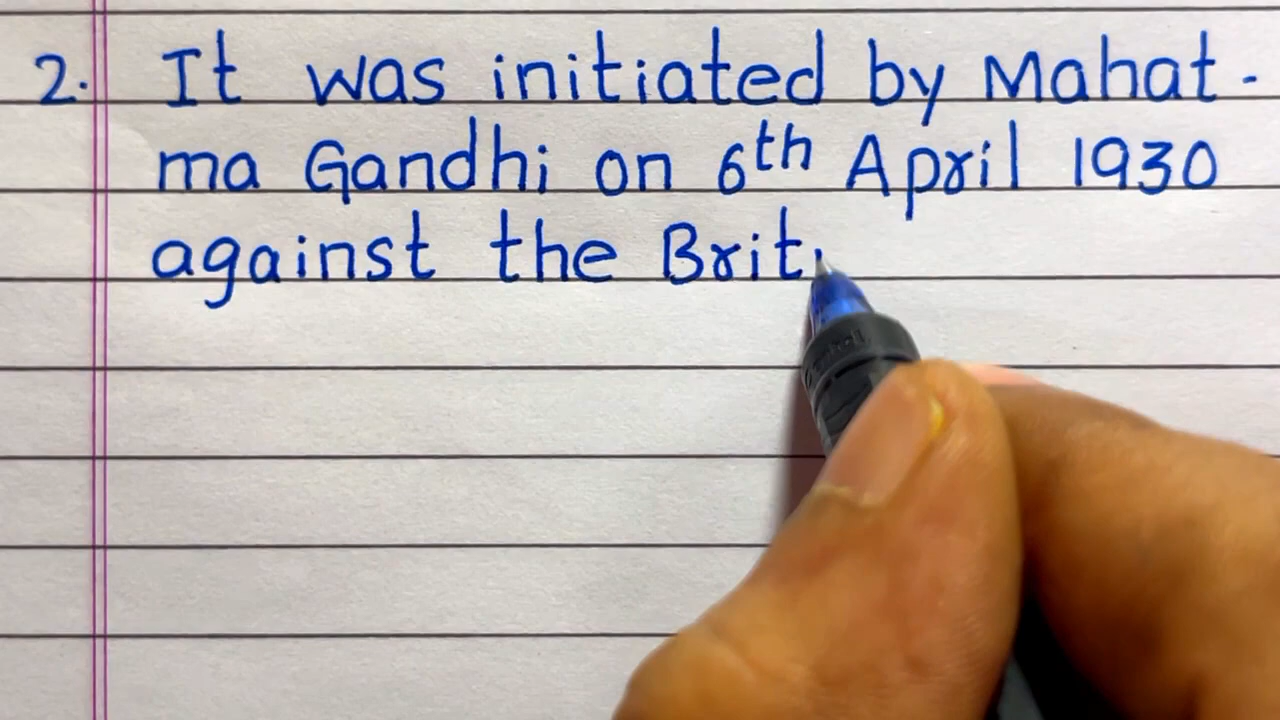 2. It was initiated by Mahat-
ma Gandhi on 6th April 1930
against the Brit